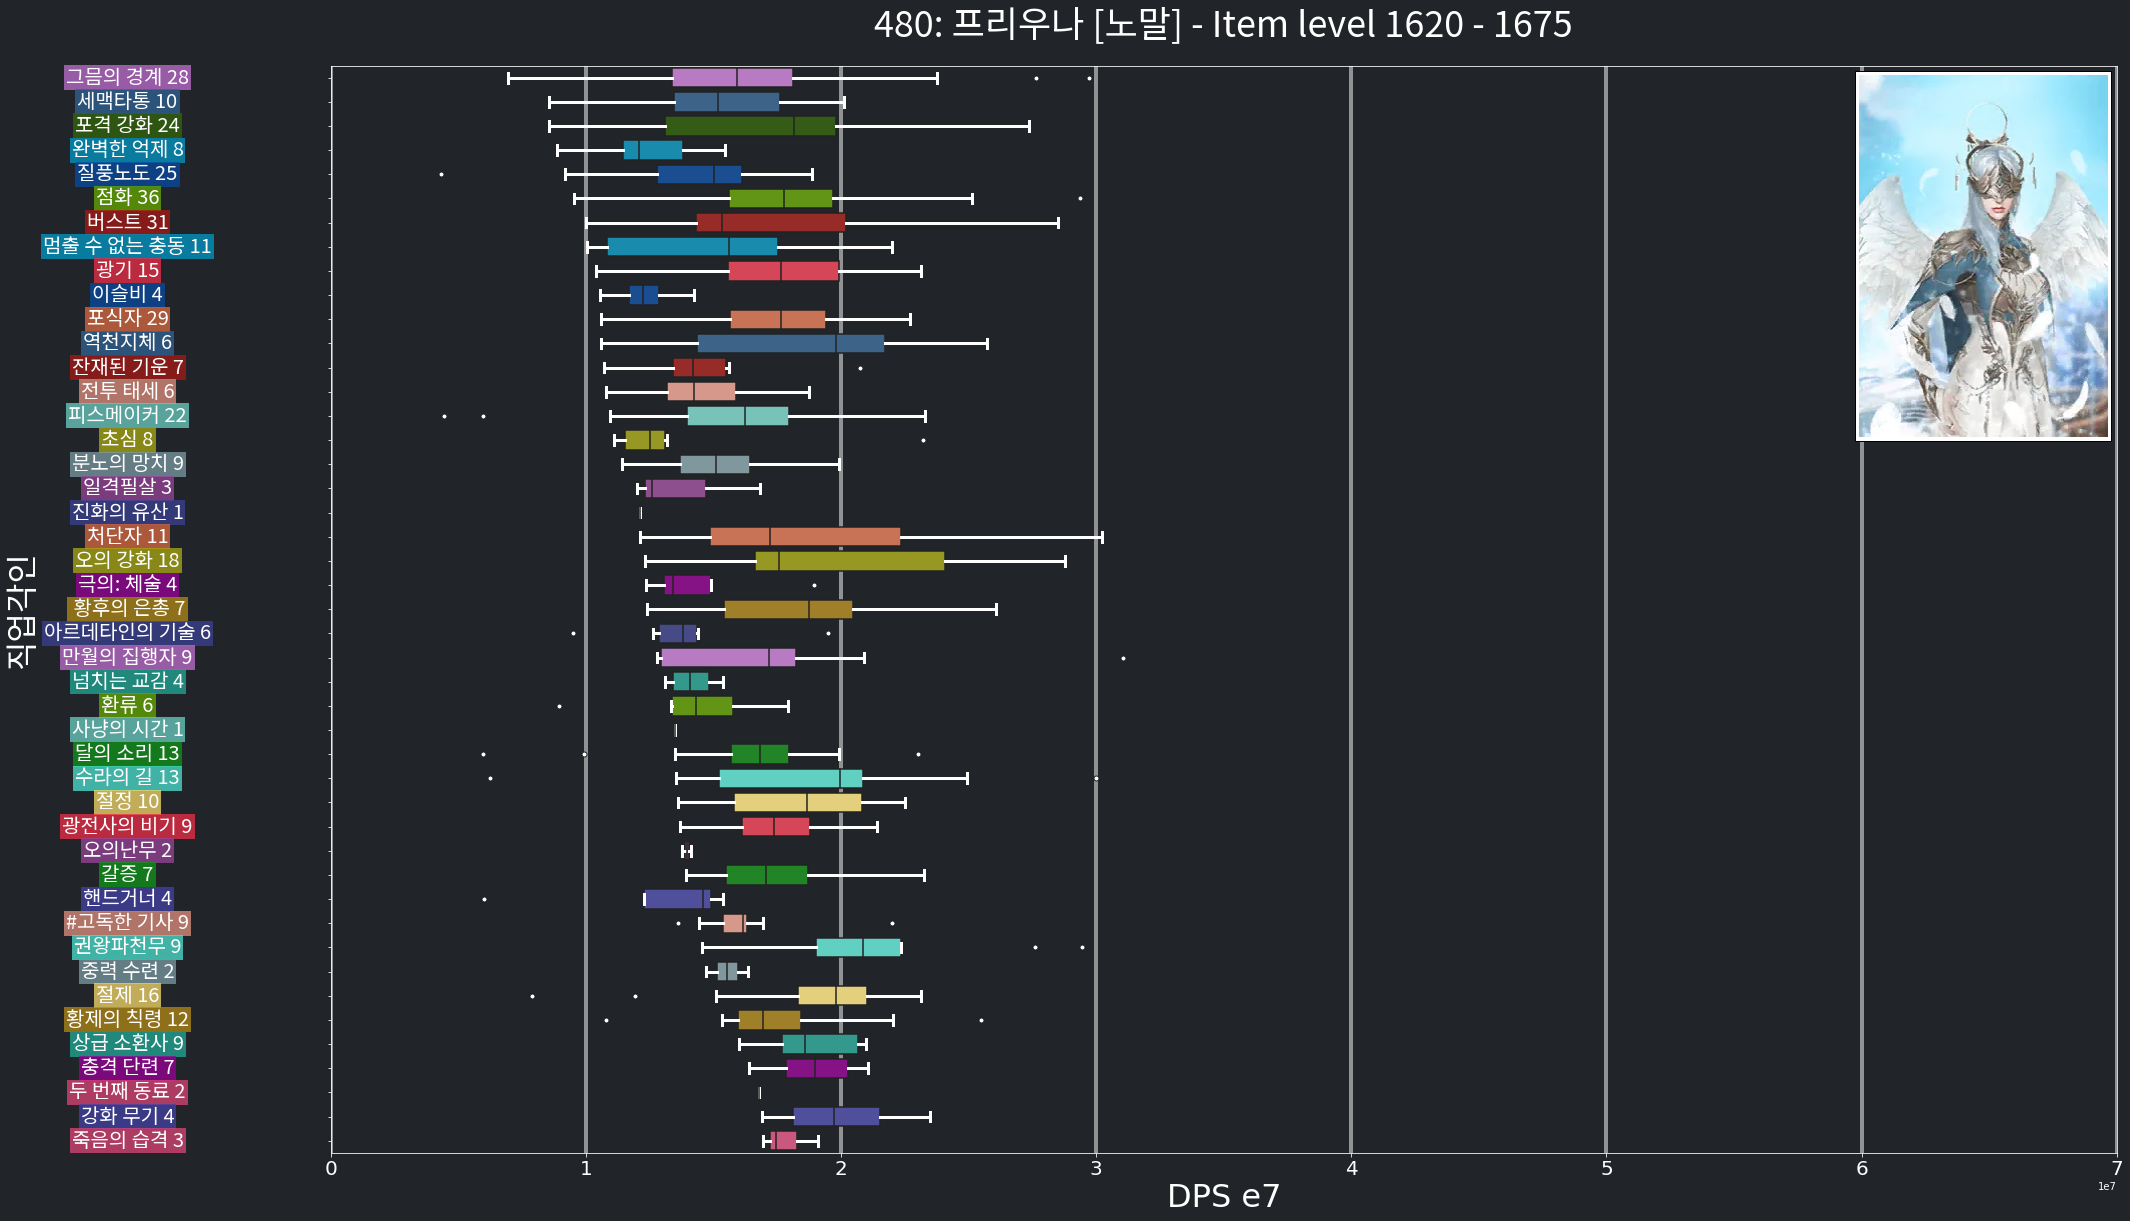 480: 프리우나 [노말] - Item level 1620 - 1675
그믐의 경계 28
세맥타통 10
포격 강화 24
완벽한 억제 8
질풍노도 25
점화 36
버스트 31
멈출 수 없는 충동 11
광기 15
이슬비 4
포식자 29
역천지체 6
잔재된 기운 7
전투 태세 6
피스메이커 22
초심 8
분노의 망치 9
일격필살 3
진화의 유산 1
처단자 11
오의 강화 18
극의: 체술 4
황후의 은총 7
아르데타인의 기술 6
만월의 집행자 9
넘치는 교감 4
환류 6
사냥의 시간 1
달의 소리 13
수라의 길 13
절정 10
광전사의 비기 9
오의난무 2
갈증 7
핸드거너 4
#고독한 기사 9
권왕파천무 9
중력 수련 2
절제 16
황제의 칙령 12
상급 소환사 9
충격 단련 7
두 번째 동료 2
강화 무기 4
죽음의 습격 3
직업각인
0 1 2 3 4 5 6 7
1e7
DPS e7